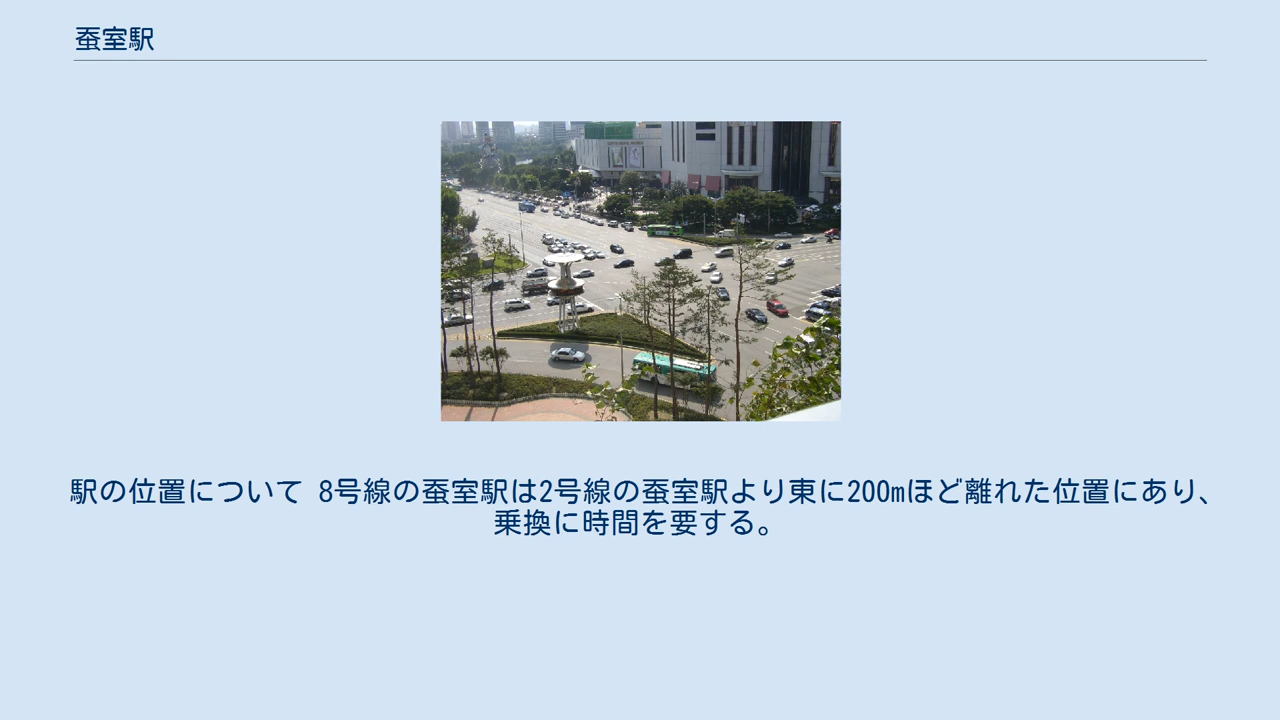 蚕室駅
駅の位置について 8号線の蚕室駅は2号線の蚕室駅より東に200mほど離れた位置にあり、
乗換に時間を要する。